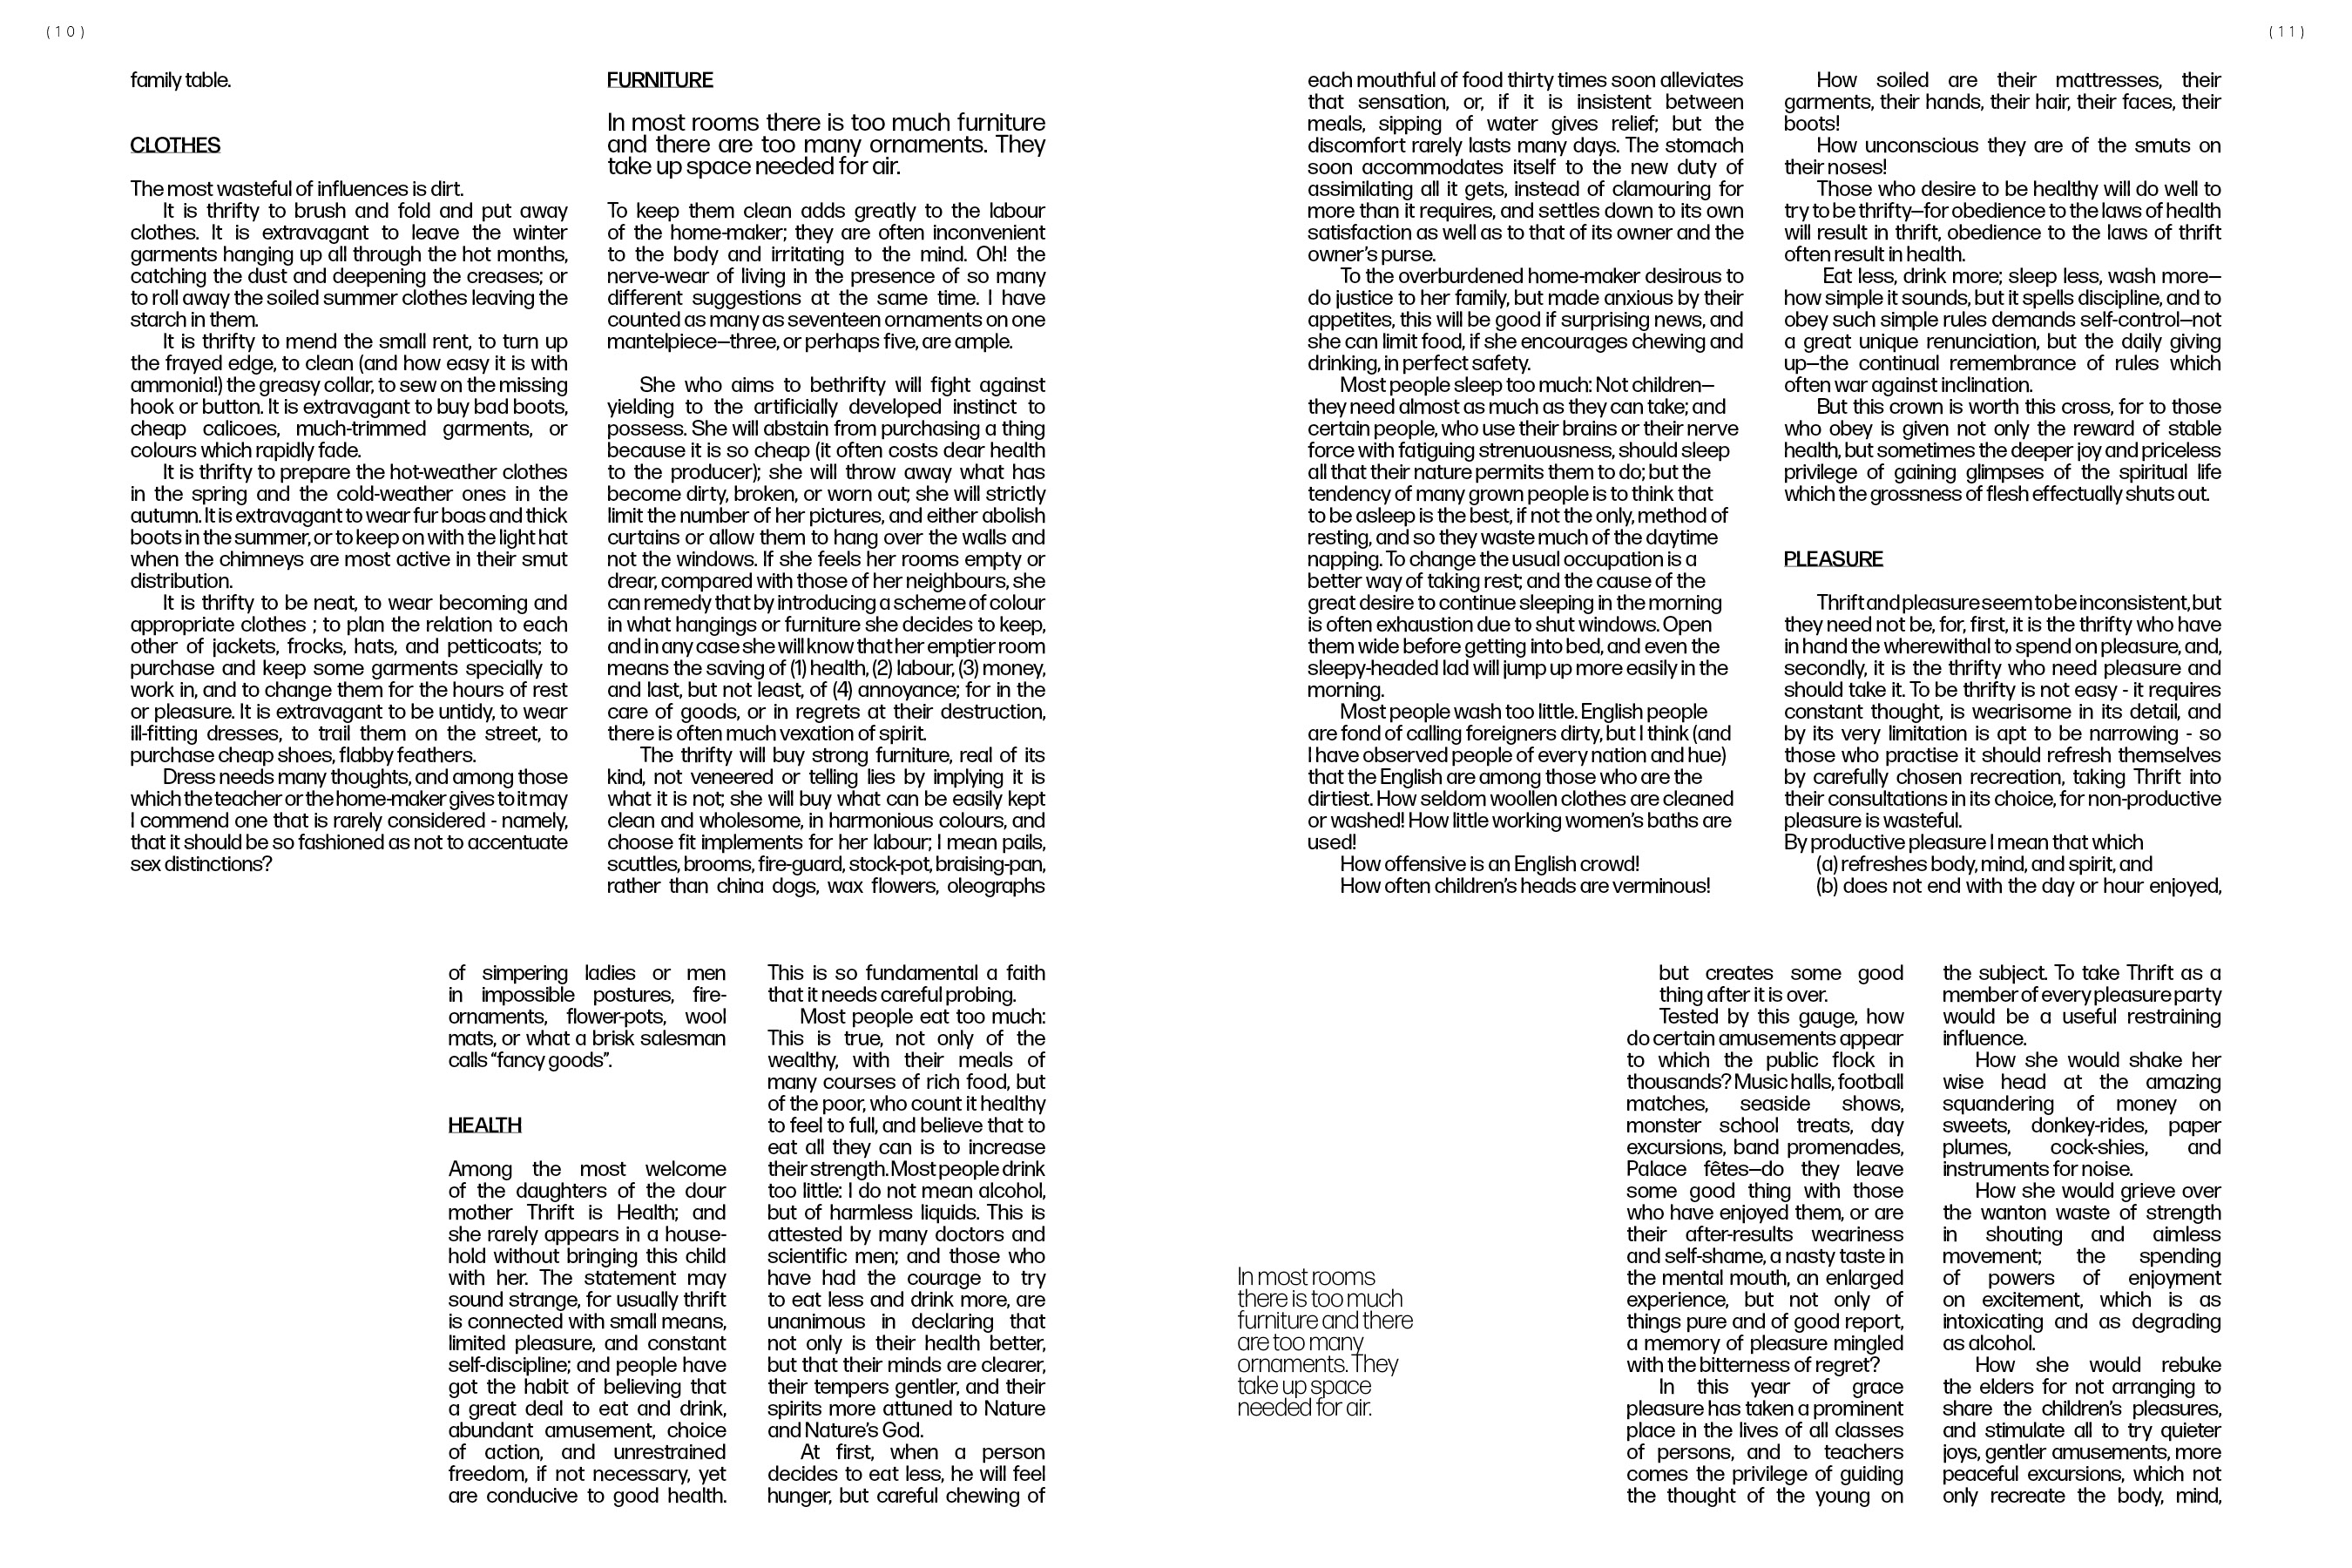 (10)
family table.
CLOTHES
The most wasteful of influences is dirt.
It is thrifty to brush and fold and put away
clothes. It is extravagant to leave the winter
garments hanging up all through the hot months,
catching the dust and deepening the creases; or
to roll away the soiled summer clothes leaving the
starch in them.
It is thrifty to mend the small rent, to turn up
the frayed edge, to clean (and how easy it is with
ammonia!) the greasy collar, to sew on the missing
hook or button. It is extravagant to buy bad boots,
cheap calicoes, much-trimmed garments, or
colours which rapidly fade.
It is thrifty to prepare the hot-weather clothes
in the spring and the cold-weather ones in the
autumn. It is extravagant to wear fur boas and thick
boots in the summer, or to keep on with the light hat
when the chimneys are most active in their smut
distribution.
It is thrifty to be neat, to wear becoming and
appropriate clothes ; to plan the relation to each
other of jackets, frocks, hats, and petticoats; to
purchase and keep some garments specially to
work in, and to change them for the hours of rest
or pleasure. It is extravagant to be untidy, to wear
ill-fitting dresses, to trail them on the street, to
purchase cheap shoes, flabby feathers.
Dress needs many thoughts, and among those
which the teacher or the home-maker gives to it may
I commend one that is rarely considered - namely,
that it should be so fashioned as not to accentuate
sex distinctions?
FURNITURE
In most rooms there is too much furniture
and there are too many ornaments. They
take up space needed for air.
To keep them clean adds greatly to the labour
of the home-maker; they are often inconvenient
to the body and irritating to the mind. Oh! the
nerve-wear of living in the presence of so many
different suggestions at the same time. I have
counted as many as seventeen ornaments on one
mantelpiece—three, or perhaps five, are ample.
She who aims to bethrifty will fight against
yielding to the artificially developed instinct to
possess. She will abstain from purchasing a thing
because it is so cheap (it often costs dear health
to the producer); she will throw away what has
become dirty, broken, or worn out; she will strictly
limit the number of her pictures, and either abolish
curtains or allow them to hang over the walls and
not the windows. If she feels her rooms empty or
drear, compared with those of her neighbours, she
can remedy that by introducing a scheme of colour
in what hangings or furniture she decides to keep,
and in any case she will know that her emptier room
means the saving of (1) health, (2) labour, (3) money,
and last, but not least, of (4) annoyance; for in the
care of goods, or in regrets at their destruction,
there is often much vexation of spirit.
The thrifty will buy strong furniture, real of its
kind, not veneered or telling lies by implying it is
what it is not; she will buy what can be easily kept
clean and wholesome, in harmonious colours, and
choose fit implements for her labour; I mean pails,
scuttles, brooms, fire-guard, stock-pot, braising-pan,
rather than china dogs, wax flowers, oleographs
of simpering ladies or men
in impossible postures, fire-
ornaments, flower-pots, wool
mats, or what a brisk salesman
calls “fancy goods”.
HEALTH
Among the most welcome
of the daughters of the dour
mother Thrift is Health; and
she rarely appears in a house-
hold without bringing this child
with her. The statement may
sound strange, for usually thrift
is connected with small means,
limited pleasure, and constant
self-discipline; and people have
got the habit of believing that
a great deal to eat and drink,
abundant amusement, choice
of action, and unrestrained
freedom, if not necessary, yet
are conducive to good health.
This is so fundamental a faith
that it needs careful probing.
Most people eat too much:
This is true, not only of the
wealthy, with their meals of
many courses of rich food, but
of the poor, who count it healthy
to feel to full, and believe that to
eat all they can is to increase
their strength. Most people drink
too little: I do not mean alcohol,
but of harmless liquids. This is
attested by many doctors and
scientific men; and those who
have had the courage to try
to eat less and drink more, are
unanimous in declaring that
not only is their health better,
but that their minds are clearer,
their tempers gentler, and their
spirits more attuned to Nature
and Nature’s God.
At first, when a person
decides to eat less, he will feel
hunger, but careful chewing of
(11)
each mouthful of food thirty times soon alleviates
that sensation, or, if it is insistent between
meals, sipping of water gives relief; but the
discomfort rarely lasts many days. The stomach
soon accommodates itself to the new duty of
assimilating all it gets, instead of clamouring for
more than it requires, and settles down to its own
satisfaction as well as to that of its owner and the
owner’s purse.
To the overburdened home-maker desirous to
do justice to her family, but made anxious by their
appetites, this will be good if surprising news, and
she can limit food, if she encourages chewing and
drinking, in perfect safety.
Most people sleep too much: Not children—
they need almost as much as they can take; and
certain people, who use their brains or their nerve
force with fatiguing strenuousness, should sleep
all that their nature permits them to do; but the
tendency of many grown people is to think that
to be asleep is the best, if not the only, method of
resting, and so they waste much of the daytime
napping. To change the usual occupation is a
better way of taking rest; and the cause of the
great desire to continue sleeping in the morning
is often exhaustion due to shut windows. Open
them wide before getting into bed, and even the
sleepy-headed lad will jump up more easily in the
morning.
Most people wash too little. English people
are fond of calling foreigners dirty, but I think (and
I have observed people of every nation and hue)
that the English are among those who are the
dirtiest. How seldom woollen clothes are cleaned
or washed! How little working women’s baths are
used!
How offensive is an English crowd!
How often children’s heads are verminous!
How soiled are their mattresses, their
garments, their hands, their hair, their faces, their
boots!
How unconscious they are of the smuts on
their noses!
Those who desire to be healthy will do well to
try to be thrifty—for obedience to the laws of health
will result in thrift, obedience to the laws of thrift
often result in health.
Eat less, drink more; sleep less, wash more—
how simple it sounds, but it spells discipline, and to
obey such simple rules demands self-control—not
a great unique renunciation, but the daily giving
up—the continual remembrance of rules which
often war against inclination.
But this crown is worth this cross, for to those
who obey is given not only the reward of stable
health, but sometimes the deeper joy and priceless
privilege of gaining glimpses of the spiritual life
which the grossness of flesh effectually shuts out.
PLEASURE
Thrift and pleasure seem to be inconsistent, but
they need not be, for, first, it is the thrifty who have
in hand the wherewithal to spend on pleasure, and,
secondly, it is the thrifty who need pleasure and
should take it. To be thrifty is not easy - it requires
constant thought, is wearisome in its detail, and
by its very limitation is apt to be narrowing - so
those who practise it should refresh themselves
by carefully chosen recreation, taking Thrift into
their consultations in its choice, for non-productive
pleasure is wasteful.
By productive pleasure I mean that which
(a) refreshes body, mind, and spirit, and
(b) does not end with the day or hour enjoyed,
In most rooms
there is too much
furniture and there
are too many
ornaments. They
take up space
needed for air.
but creates some good
thing after it is over.
Tested by this gauge, how
do certain amusements appear
to which the public flock in
thousands? Music halls, football
matches, seaside shows,
monster school treats, day
excursions, band promenades,
Palace fêtes—do they leave
some good thing with those
who have enjoyed them, or are
their after-results weariness
and self-shame, a nasty taste in
the mental mouth, an enlarged
experience, but not only of
things pure and of good report,
a memory of pleasure mingled
with the bitterness of regret?
In this year of grace
pleasure has taken a prominent
place in the lives of all classes
of persons, and to teachers
comes the privilege of guiding
the thought of the young on
the subject. To take Thrift as a
member of every pleasure party
would be a useful restraining
influence.
How she would shake her
wise head at the amazing
squandering of money on
sweets, donkey-rides, paper
plumes, cock-shies, and
instruments for noise.
How she would grieve over
the wanton waste of strength
in shouting and aimless
movement; the spending
of powers of enjoyment
on excitement, which is as
intoxicating and as degrading
as alcohol.
How she would rebuke
the elders for not arranging to
share the children’s pleasures,
and stimulate all to try quieter
joys, gentler amusements, more
peaceful excursions, which not
only recreate the body, mind,